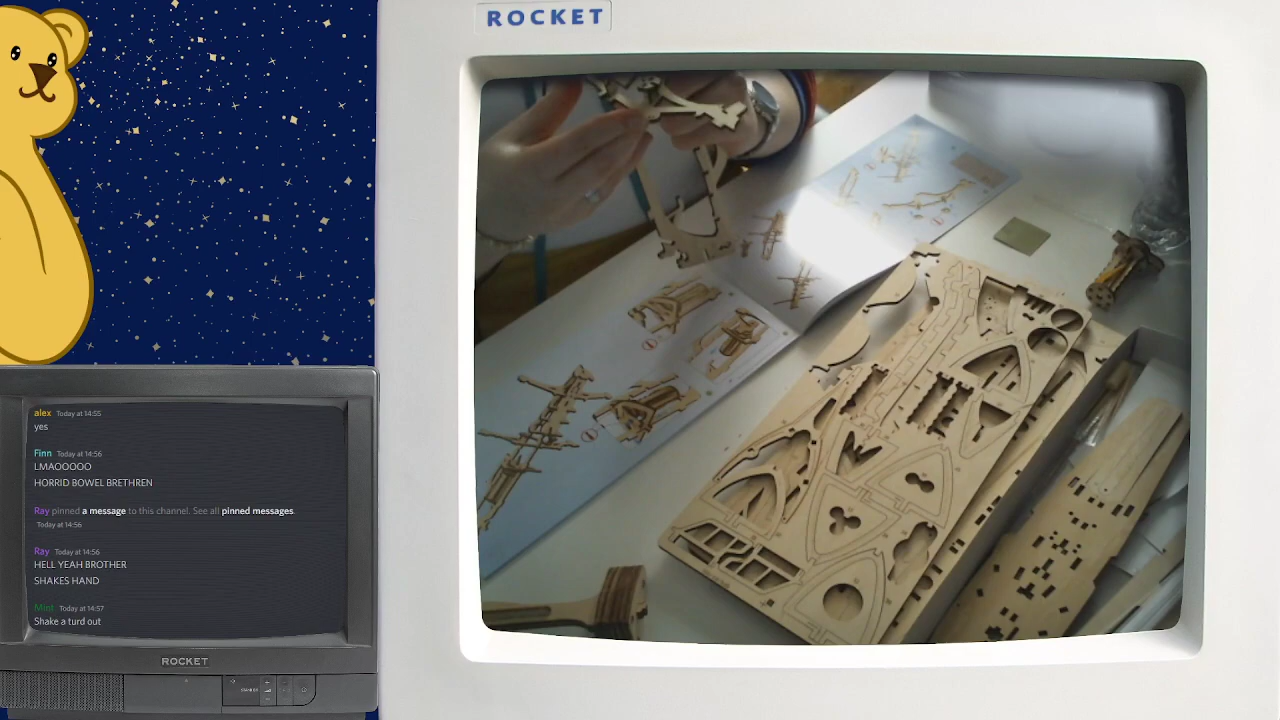 ROCKET
alex Today at 14:55
yes
Finn Today at 14:56
LMAOOOOO
HORRID BOWEL BRETHREN
Ray pinned a message to this channel. See all pinned messages.
Today at 14:56
Ray Today at 14:56
HELL YEAH BROTHER
SHAKES HAND
Mint Today at 14:57
Shake a turd out
ROCKET